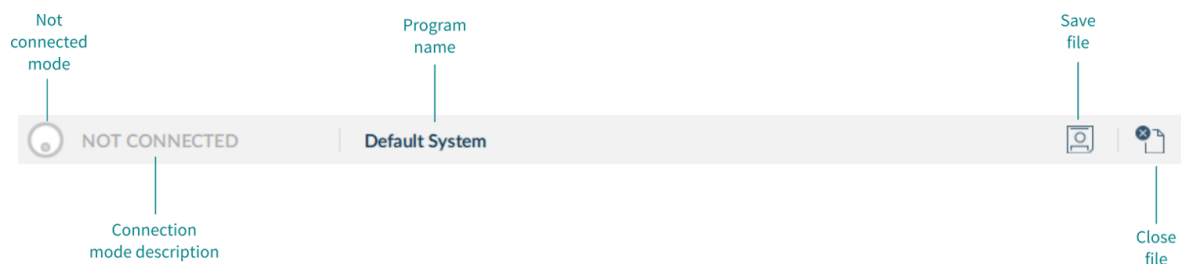 Not
connected
mode
Program
name
Save
file
NOT CONNECTED
Default System
Connection
mode description
Close
file